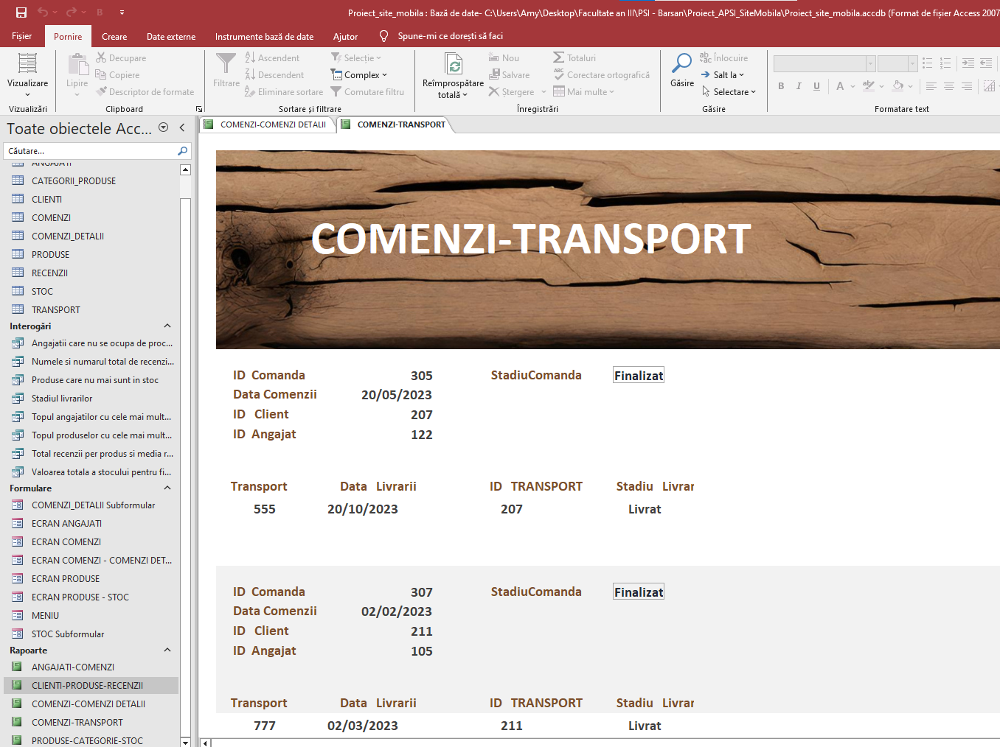 B
Proiect_site_mobila : Bază de date- C:\Users\Amy\Desktop\Facultate an III\PSI - Barsan\Proiect_APSI_SiteMobila\Proiect_site_mobila.accdb (Format de fișier Access 2007
Fișier Pornire Creare Date externe Instrumente bază de date Ajutor Spune-mi ce dorești să faci
Vizualizare
Vizualizări
Lipire
Decupare
Copiere
Descriptor de formate
Clipboard
Filtrare
Ascendent
Descendent
Eliminare sortare
Selecție
Complex
Comutare filtru
Sortare și filtrare
Reîmprospătare
totală
Nou
Salvare
Ștergere
Totaluri
Corectare ortografică
Mai multe
Înregistrări
Găsire
Înlocuire
Salt la
Selectare
Găsire
B I U A
Formatare text
Toate obiectele Acc...
Căutare...
ANGAJATI
CATEGORII_PRODUSE
CLIENTI
COMENZI
COMENZI_DETALII
PRODUSE
RECENZII
STOC
TRANSPORT
Interogări
Angajatii care nu se ocupa de proc...
Numele si numarul total de recenzi...
Produse care nu mai sunt in stoc
Stadiul livrarilor
Topul angajatilor cu cele mai mult...
Topul produselor cu cele mai mult...
Total recenzii per produs si media r...
Valoarea totala a stocului pentru fi...
Formulare
COMENZI_DETALII Subformular
ECRAN ANGAJATI
ECRAN COMENZI
ECRAN COMENZI - COMENZI DET...
ECRAN PRODUSE
ECRAN PRODUSE - STOC
MENIU
STOC Subformular
Rapoarte
ANGAJATI-COMENZI
CLIENTI-PRODUSE-RECENZII
COMENZI-COMENZI DETALII
COMENZI-TRANSPORT
PRODUSE-CATEGORIE-STOC
COMENZI-COMENZI DETALII COMENZI-TRANSPORT
COMENZI-TRANSPORT
ID Comanda 305 StadiuComanda Finalizat
Data Comenzii 20/05/2023
ID Client 207
ID Angajat 122
Transport Data Livrarii ID TRANSPORT Stadiu Livrar
555 20/10/2023 207 Livrat
ID Comanda 307 StadiuComanda Finalizat
Data Comenzii 02/02/2023
ID Client 211
ID Angajat 105
Transport Data Livrarii ID TRANSPORT Stadiu Livrar
777 02/03/2023 211 Livrat